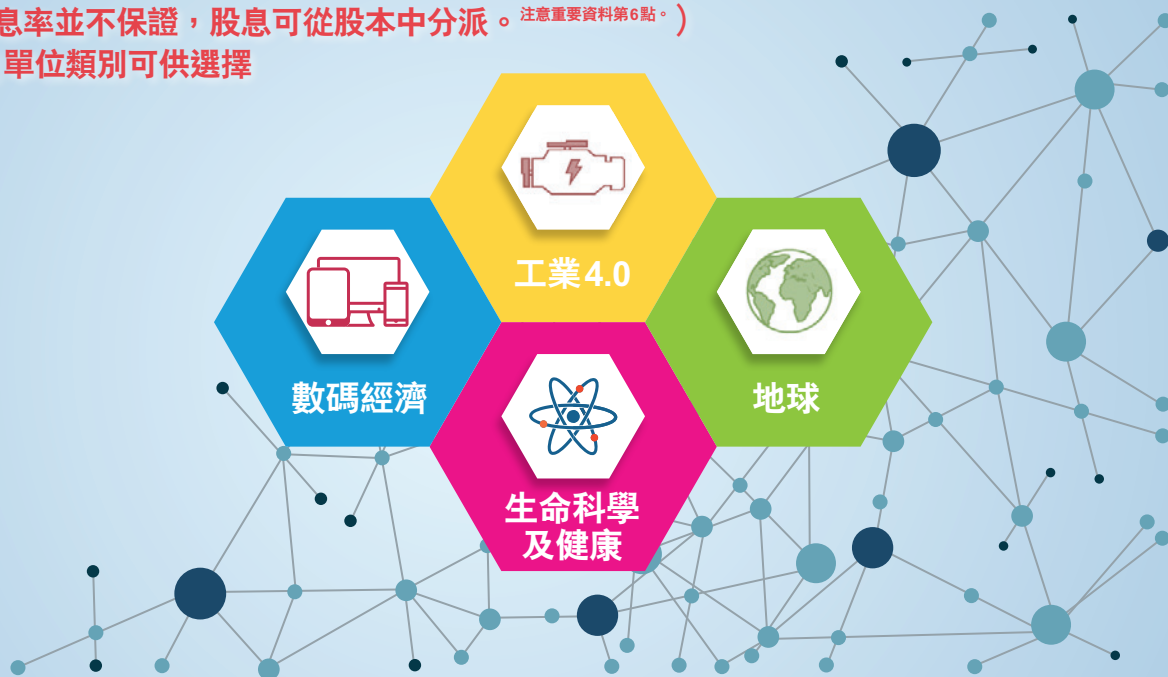 息率並不保證，股息可從股本中分派。注意重要資料第6點。）
單位類別可供選擇
工業4.0
數碼經濟
地球
生命科學
及健康